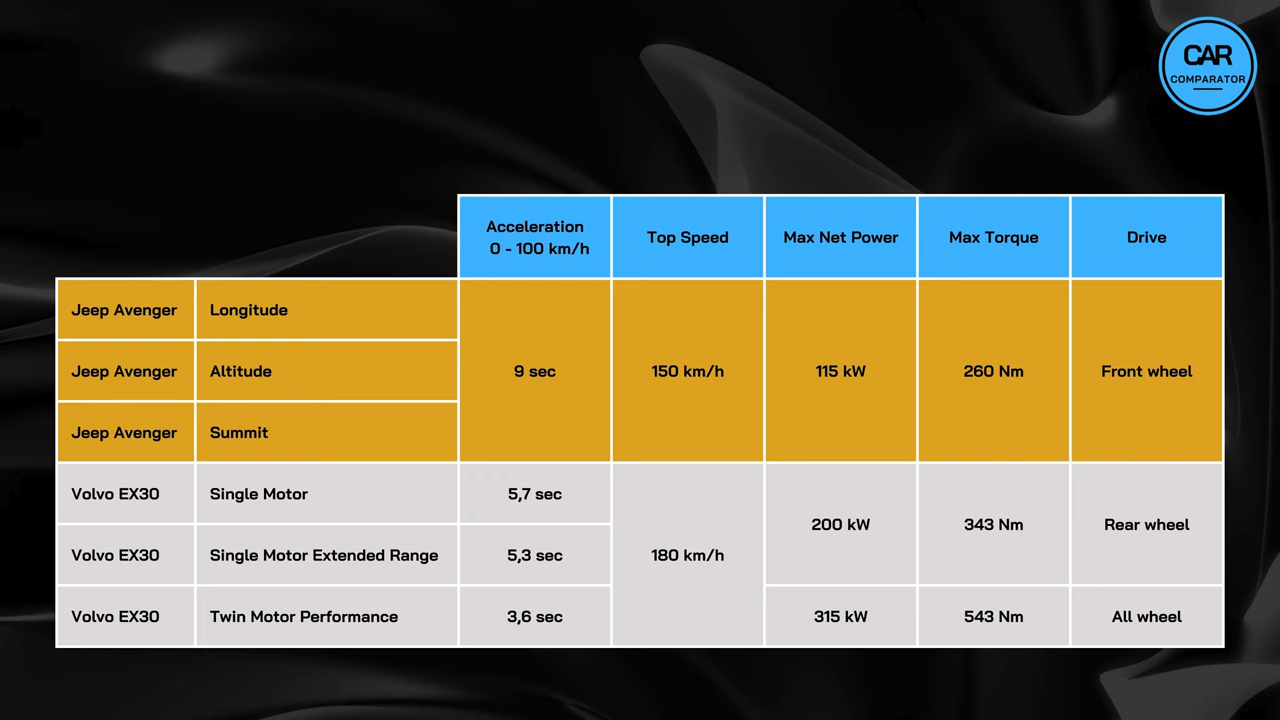 CAR
COMPARATOR
Acceleration
0 - 100 km/h
Top Speed
Max Net Power
Max Torque
Drive
Jeep Avenger
Longitude
Jeep Avenger
Altitude
9 sec
150 km/h
115 kW
260 Nm
Front wheel
Jeep Avenger
Summit
Volvo EX30
Single Motor
5,7 sec
200 kW
343 Nm
Rear wheel
Volvo EX30
Single Motor Extended Range
5,3 sec
180 km/h
Volvo EX30
Twin Motor Performance
3,6 sec
315 kW
543 Nm
All wheel